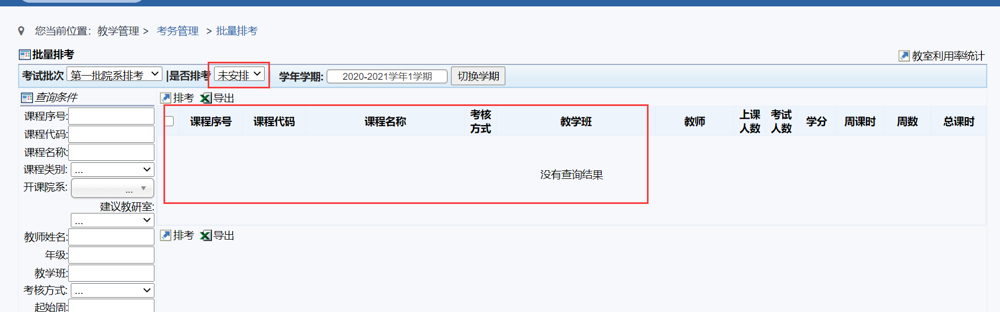 您当前位置：教学管理 > 考务管理 > 批量排考
批量排考
教室利用率统计
考试批次 第一批院系排考 |是否排考 未安排 学年学期: 2020-2021学年1学期 切换学期
查询条件
排考 导出
课程序号:
课程代码:
课程名称:
课程类别: ...
开课院系: ...
建议教研室:
...
教师姓名:
年级:
教学班:
考核方式: ...
起始周:
课程序号 课程代码 课程名称 考核方式 教学班 教师 上课人数 考试人数 学分 周课时 周数 总课时
没有查询结果
排考 导出